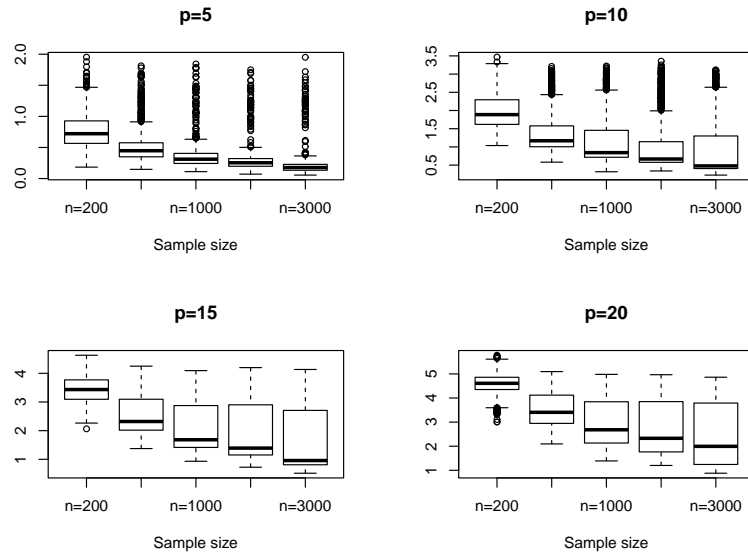 p=5
2.0
1.0
0.0
n=200
n=1000
n=3000
Sample size
p=10
3.5
2.5
1.5
0.5
n=200
n=1000
n=3000
Sample size
p=15
4
3
2
1
n=200
n=1000
n=3000
Sample size
p=20
5
4
3
2
1
n=200
n=1000
n=3000
Sample size